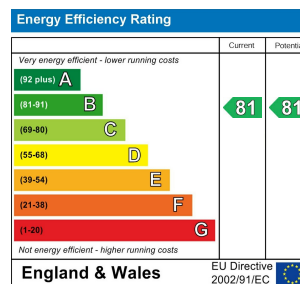 Energy Efficiency Rating
Current Potentia
Very energy efficient - lower running costs
(92 plus) A
(81-91) B 81 81
(69-80) C
(55-68) D
(39-54) E
(21-38) F
(1-20) G
Not energy efficient - higher running costs
England & Wales
EU Directive
2002/91/EC